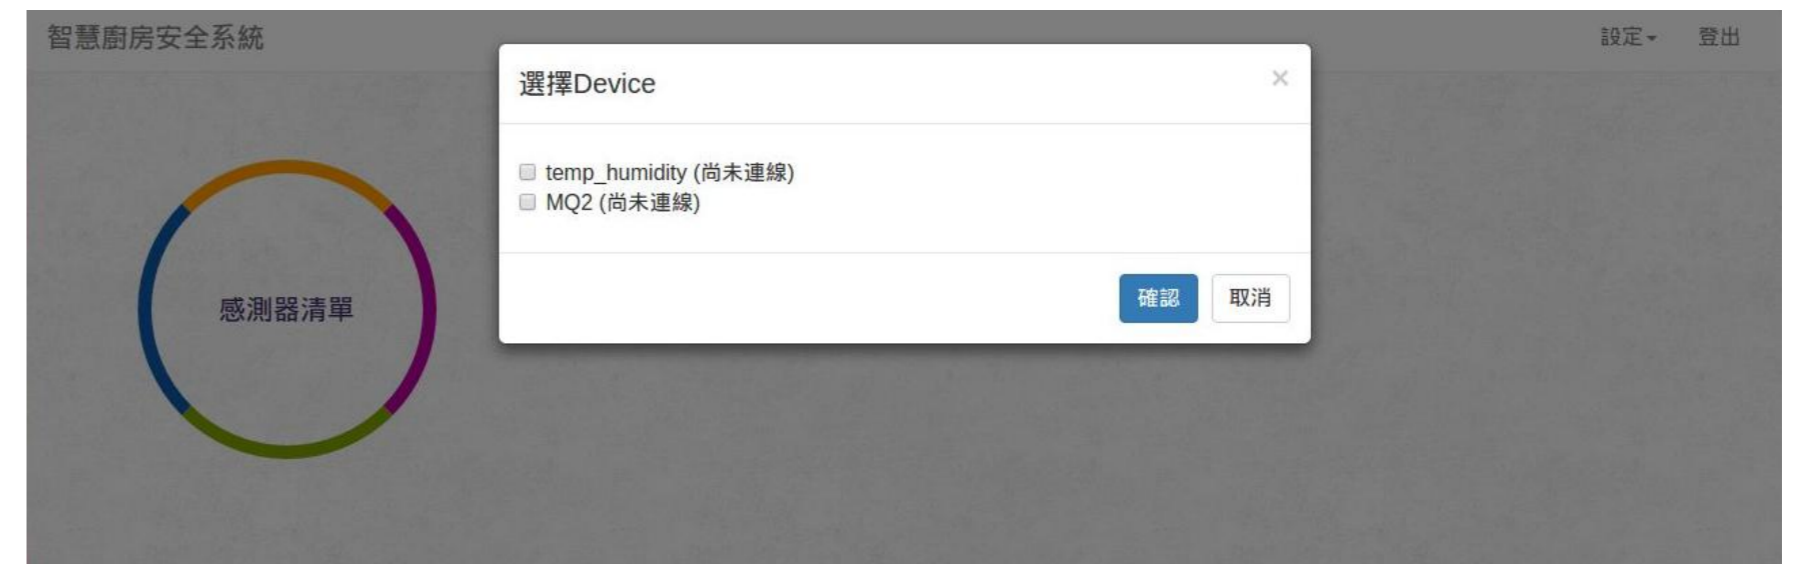 智慧廚房安全系統
設定
登出
選擇Device
×
temp_humidity (尚未連線)
MQ2 (尚未連線)
感測器清單
確認
取消